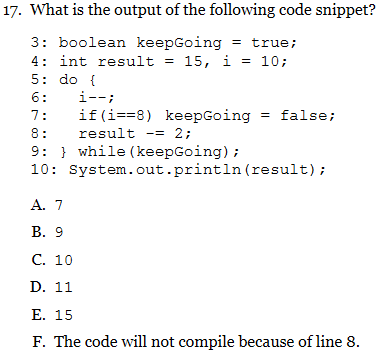 17. What is the output of the following code snippet?
3: boolean keepGoing = true;
4: int result = 15, i = 10;
5: do {
6:   i--;
7:   if(i==8) keepGoing = false;
8:   result -= 2;
9: } while(keepGoing);
10: System.out.println(result);
A. 7
B. 9
C. 10
D. 11
E. 15
F. The code will not compile because of line 8.